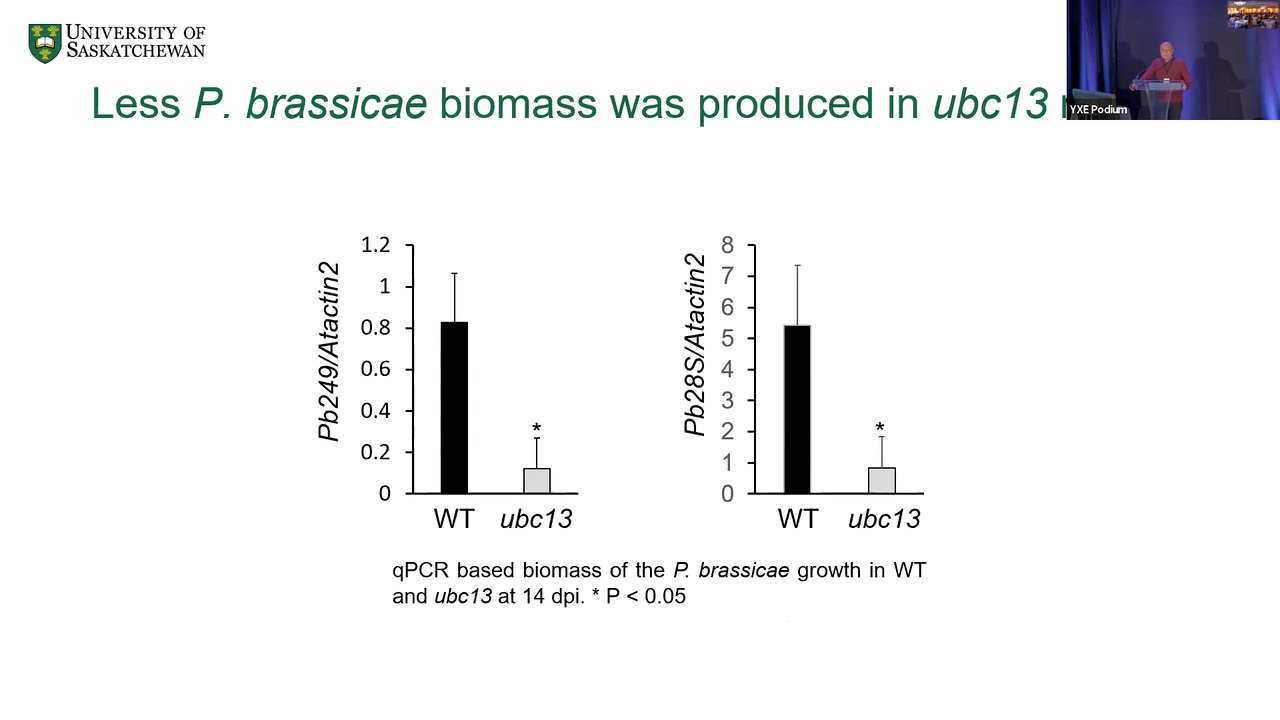 UNIVERSITY OF
SASKATCHEWAN
Less P. brassicae biomass was produced in ubc13
YXE Podium
Pb249/Atactin2
1.2
1
0.8
0.6
0.4
0.2
0
*
WT ubc13
Pb28S/Atactin2
8
7
6
5
4
3
2
1
0
*
WT ubc13
qPCR based biomass of the P. brassicae growth in WT
and ubc13 at 14 dpi. * P < 0.05